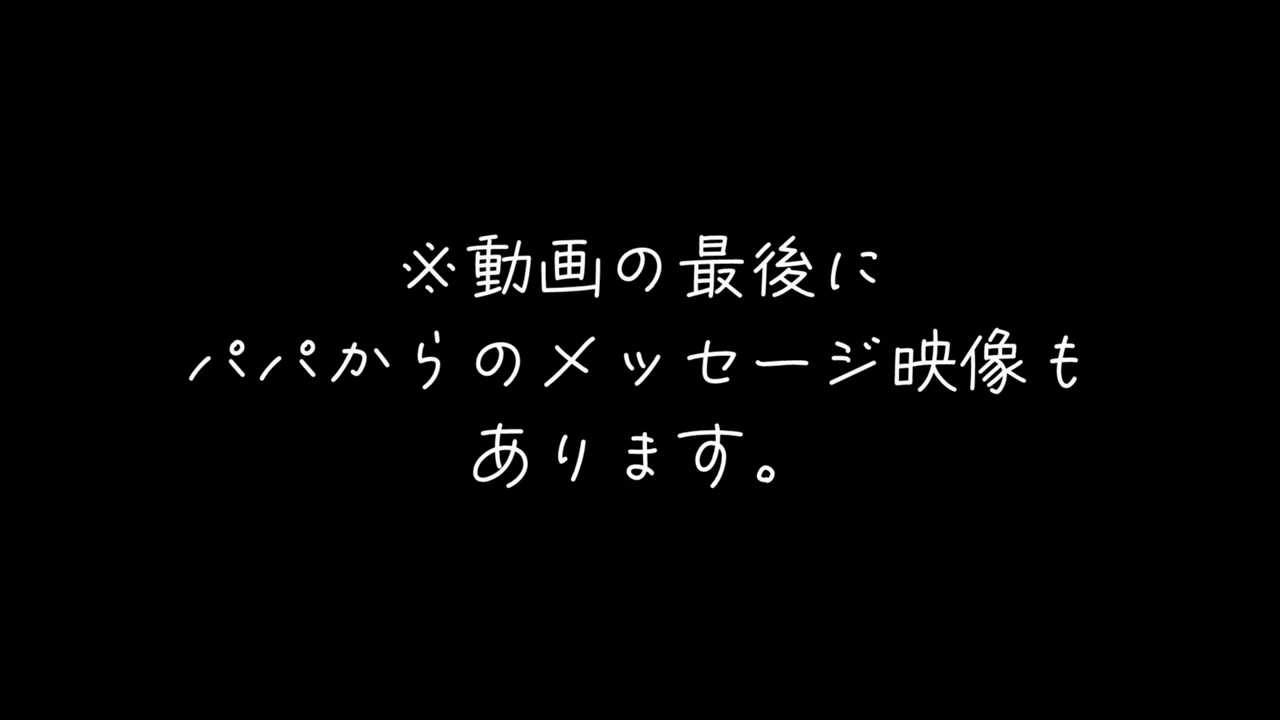 ※動画の最後に
パパからのメッセージ映像も
あります。